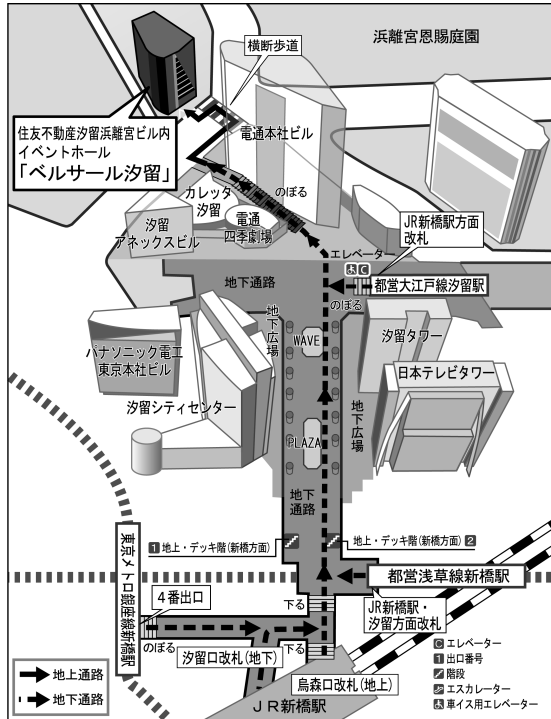 浜離宮恩賜庭園
横断歩道
住友不動産汐留浜離宮ビル内
イベントホール
「ベルサール汐留」
電通本社ビル
のぼる
カレッタ
汐留
電通
四季劇場
汐留
アネックスビル
JR新橋駅方面
改札
エレベーター
C
都営大江戸線汐留駅
のぼる
地下通路
地下広場
WAVE
汐留タワー
パナソニック電工
東京本社ビル
日本テレビタワー
汐留シティセンター
PLAZA
地下広場
地下
通路
1 地上・デッキ階(新橋方面)
地上・デッキ階(新橋方面) 2
東京メトロ銀座線新橋駅
都営浅草線新橋駅
4番出口
下る
JR新橋駅・
汐留方面改札
のぼる
汐留口改札(地下)
下る
烏森口改札(地上)
JR新橋駅
地上通路
地下通路
C エレベーター
1 出口番号
階段
エスカレーター
車イス用エレベーター